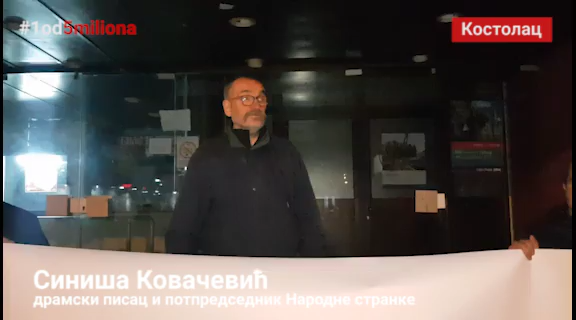 #1od5miliona
Костолац
Синиша Ковачевић
драмски писац и потпредседник Народне странке